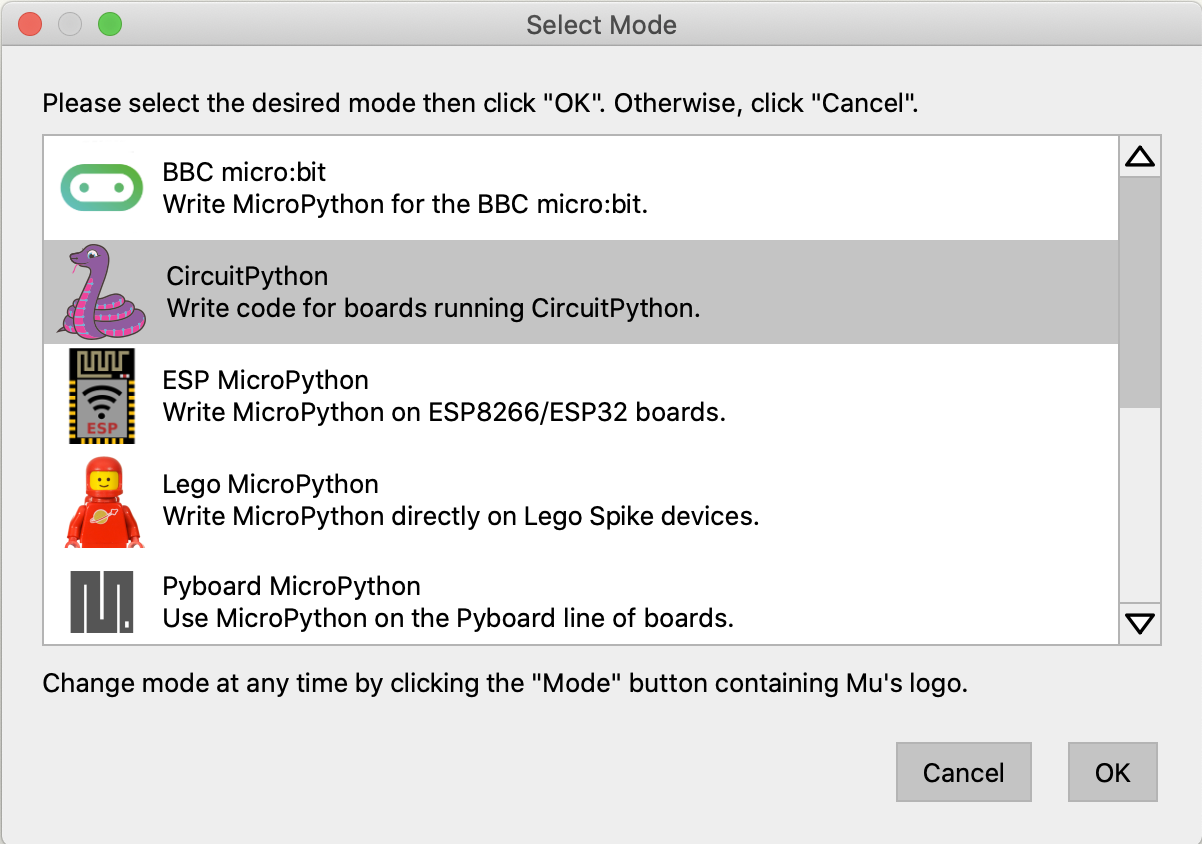 Select Mode
Please select the desired mode then click "OK". Otherwise, click "Cancel".
BBC micro:bit
Write MicroPython for the BBC micro:bit.
CircuitPython
Write code for boards running CircuitPython.
ESP MicroPython
Write MicroPython on ESP8266/ESP32 boards.
ESP
Lego MicroPython
Write MicroPython directly on Lego Spike devices.
Pyboard MicroPython
Use MicroPython on the Pyboard line of boards.
Change mode at any time by clicking the "Mode" button containing Mu's logo.
Cancel
OK